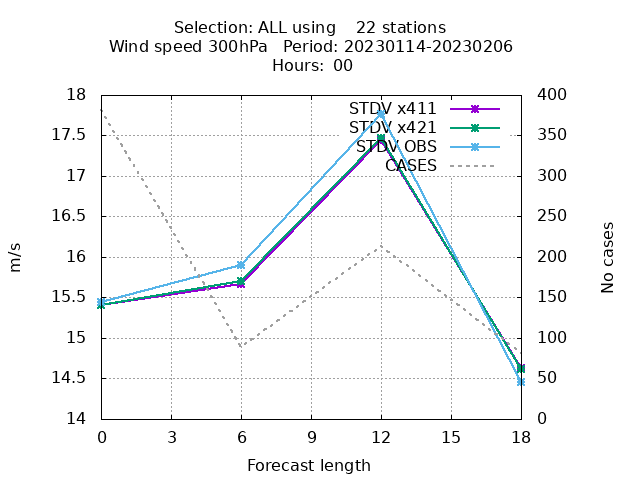 Selection: ALL using    22 stations
Wind speed 300hPa   Period: 20230114-20230206
Hours:  00
18 400
STDV x411
17.5 350
STDV x421
STDV OBS
CASES
17 300
16.5 250
16 200
m/s
No cases
15.5 150
15 100
14.5 50
14 0
0 3 6 9 12 15 18
Forecast length